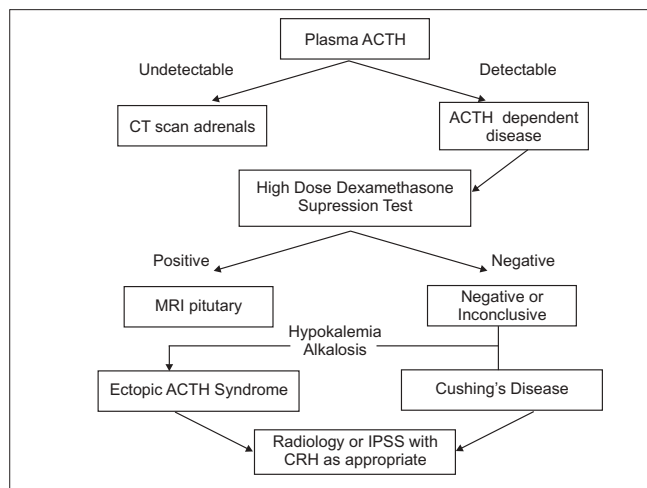 Plasma ACTH
Undetectable
Detectable
CT scan adrenals
ACTH dependent
disease
High Dose Dexamethasone
Supression Test
Positive
Negative
MRI pitutary
Negative or
Inconclusive
Hypokalemia
Alkalosis
Ectopic ACTH Syndrome
Cushing's Disease
Radiology or IPSS with
CRH as appropriate